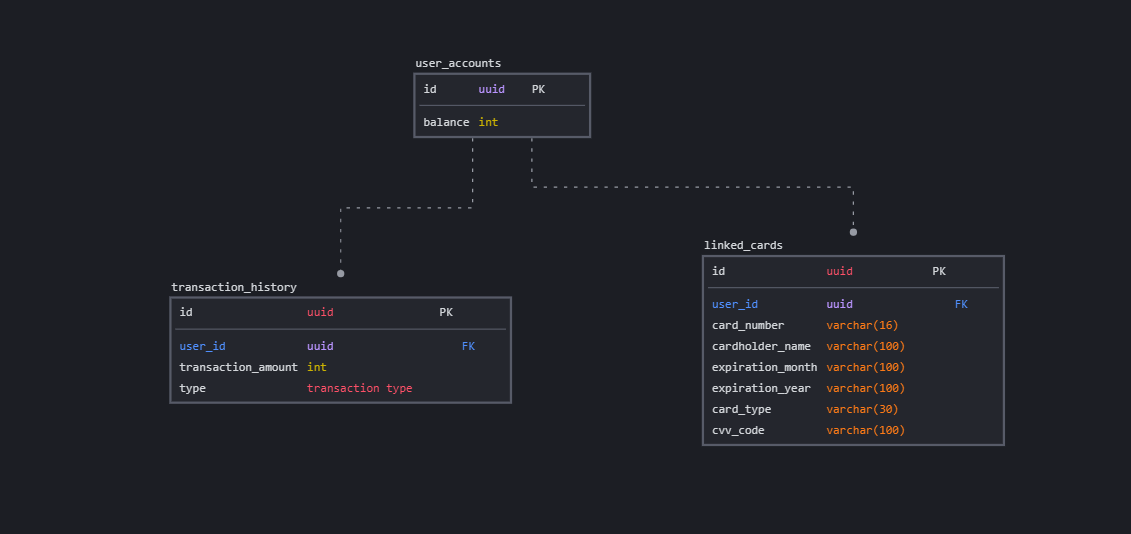 user_accounts
id uuid PK
balance int
transaction_history
id uuid PK
user_id uuid FK
transaction_amount int
type transaction type
linked_cards
id uuid PK
user_id uuid FK
card_number varchar(16)
cardholder_name varchar(100)
expiration_month varchar(100)
expiration_year varchar(100)
card_type varchar(30)
cvv_code varchar(100)